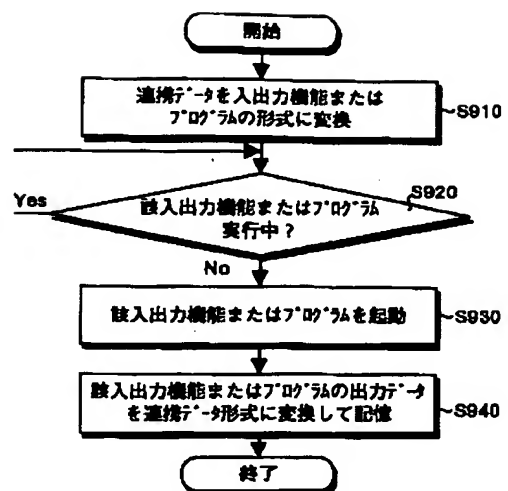 開始
連携ﾃﾞｰﾀを入出力機能または
ﾌﾟﾛｸﾞﾗﾑの形式に変換
S910
Yes
S920
該入出力機能またはﾌﾟﾛｸﾞﾗﾑ
実行中?
No
該入出力機能またはﾌﾟﾛｸﾞﾗﾑを起動
S930
該入出力機能またはﾌﾟﾛｸﾞﾗﾑの出力ﾃﾞｰﾀ
を連携ﾃﾞｰﾀ形式に変換して記憶
S940
終了